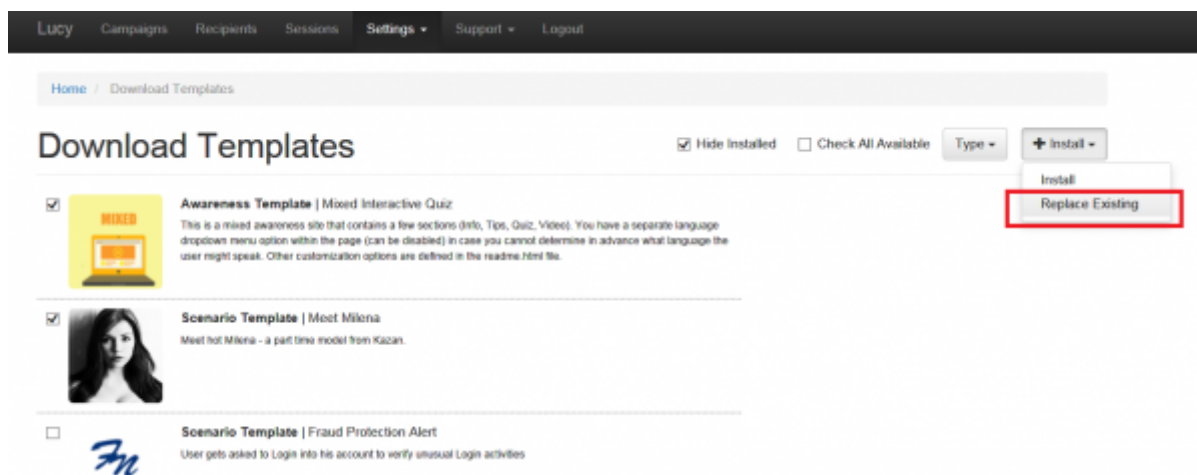 Lucy Campaigns Recipients Sessions Settings Support Logout
Home / Download Templates
Download Templates
Hide Installed Check All Available Type + Install
Install
Replace Existing
MIXED
Awareness Template | Mixed Interactive Quiz
This is a mixed awareness site that contains a few sections (Info, Tips, Quiz, Video). You have a separate language
dropdown menu option within the page (can be disabled) in case you cannot determine in advance what language the
user might speak. Other customization options are defined in the readme.html file.
Scenario Template | Meet Milena
Meet hot Milena - a part time model from Kazan.
Scenario Template | Fraud Protection Alert
User gets asked to Login into his account to verify unusual Login activities
FN